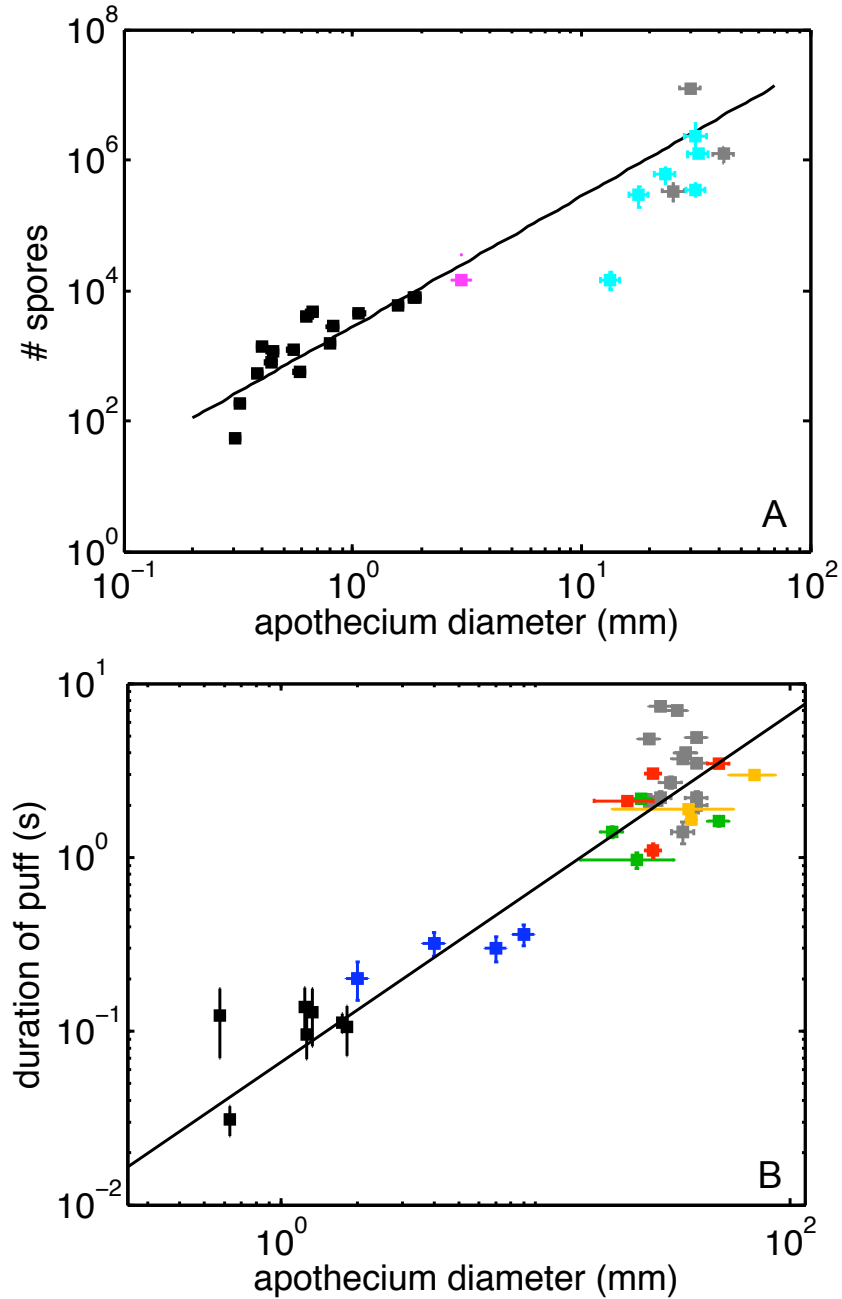 10^8
10^6
10^4
10^2
10^0
# spores
A
10^−1
10^0
10^1
10^2
apothecium diameter (mm)
10^1
10^0
10^−1
10^−2
duration of puff (s)
B
10^0
10^2
apothecium diameter (mm)